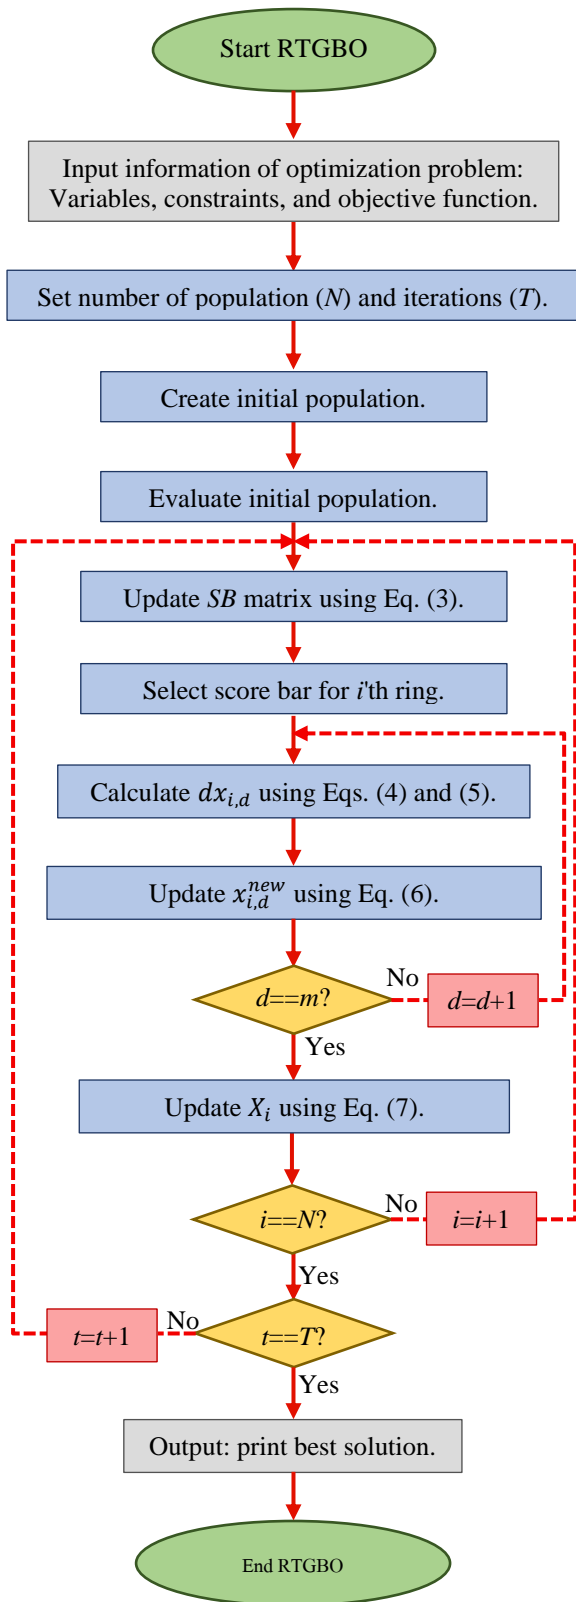 Start RTGBO
Input information of optimization problem:
Variables, constraints, and objective function.
Set number of population (N) and iterations (T).
Create initial population.
Evaluate initial population.
Update SB matrix using Eq. (3).
Select score bar for i'th ring.
Calculate dx_{i,d} using Eqs. (4) and (5).
Update x_{i,d}^{new} using Eq. (6).
d==m?
No
d=d+1
Yes
Update X_i using Eq. (7).
i==N?
No
i=i+1
Yes
t==T?
No
t=t+1
Yes
Output: print best solution.
End RTGBO